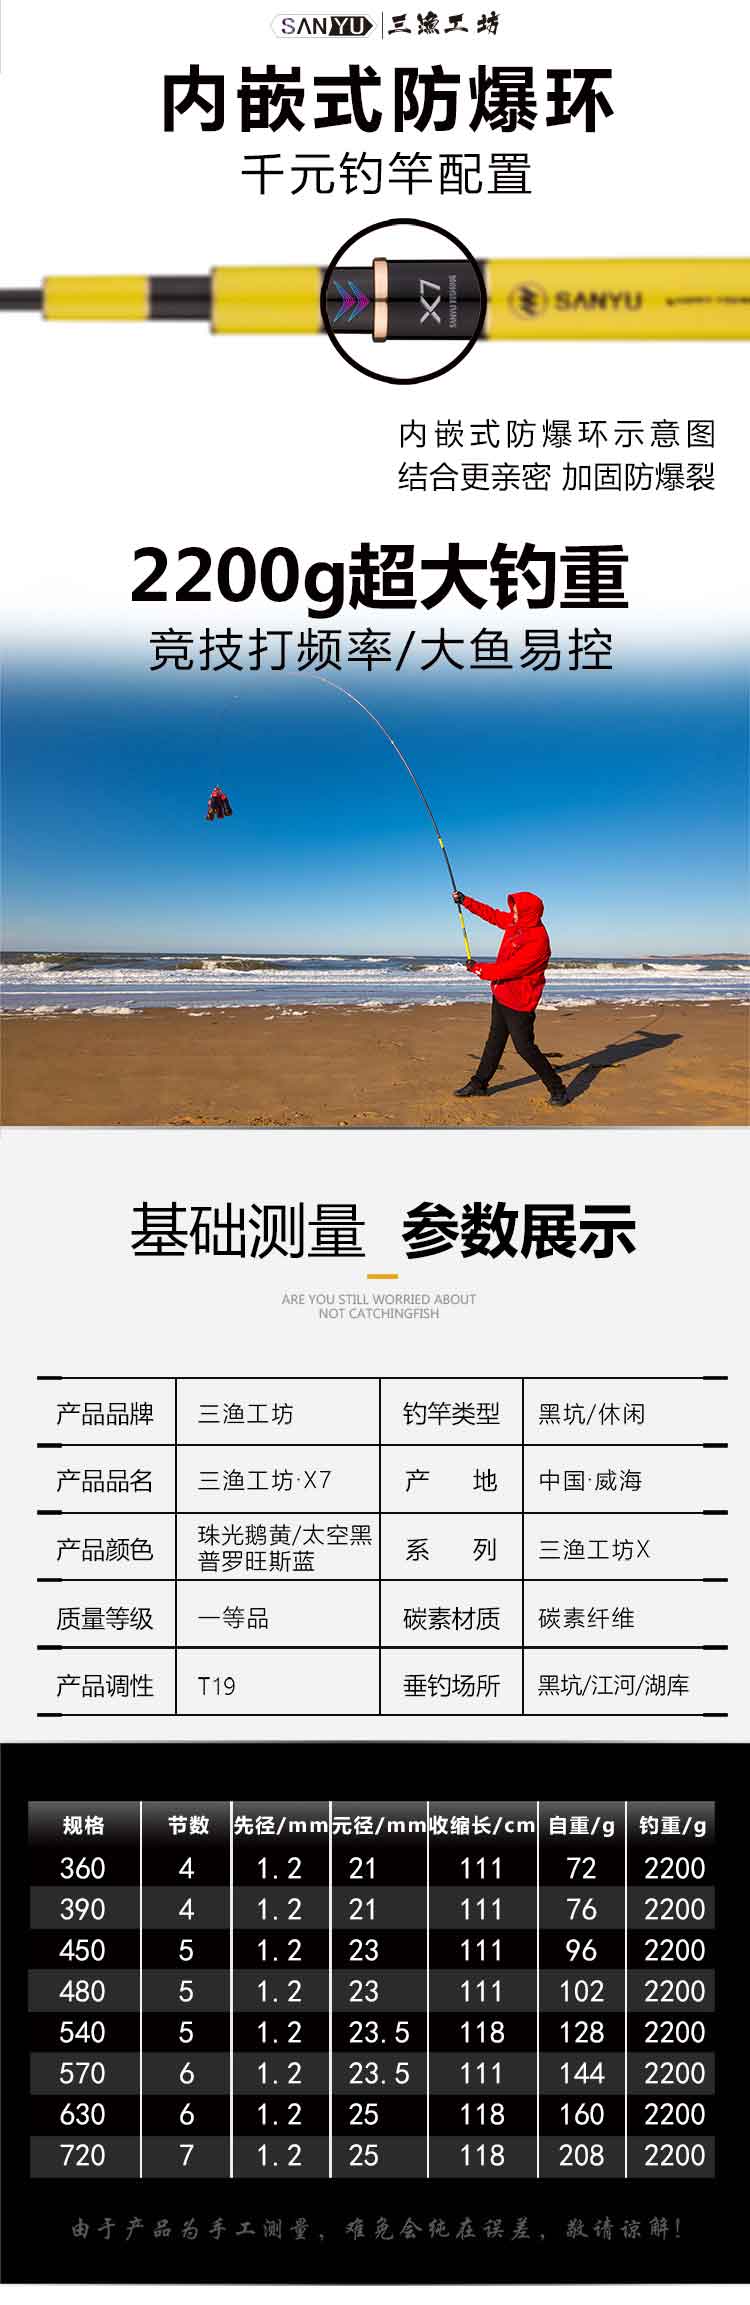 SANYU 三渔工坊
内嵌式防爆环
千元钓竿配置
X7 SANYU FISHING
SANYU
内嵌式防爆环示意图
结合更亲密 加固防爆裂
2200g超大钓重
竞技打频率/大鱼易控
基础测量 参数展示
ARE YOU STILL WORRIED ABOUT
NOT CATCHINGFISH
产品品牌 三渔工坊 钓竿类型 黑坑/休闲
产品品名 三渔工坊·X7 产 地 中国·威海
产品颜色 珠光鹅黄/太空黑 系 列 三渔工坊X
普罗旺斯蓝
质量等级 一等品 碳素材质 碳素纤维
产品调性 T19 垂钓场所 黑坑/江河/湖库
规格 节数 先径/mm 元径/mm 收缩长/cm 自重/g 钓重/g
360 4 1.2 21 111 72 2200
390 4 1.2 21 111 76 2200
450 5 1.2 23 111 96 2200
480 5 1.2 23 111 102 2200
540 5 1.2 23.5 118 128 2200
570 6 1.2 23.5 111 144 2200
630 6 1.2 25 118 160 2200
720 7 1.2 25 118 208 2200
由于产品为手工测量，难免会纯在误差，敬请谅解!